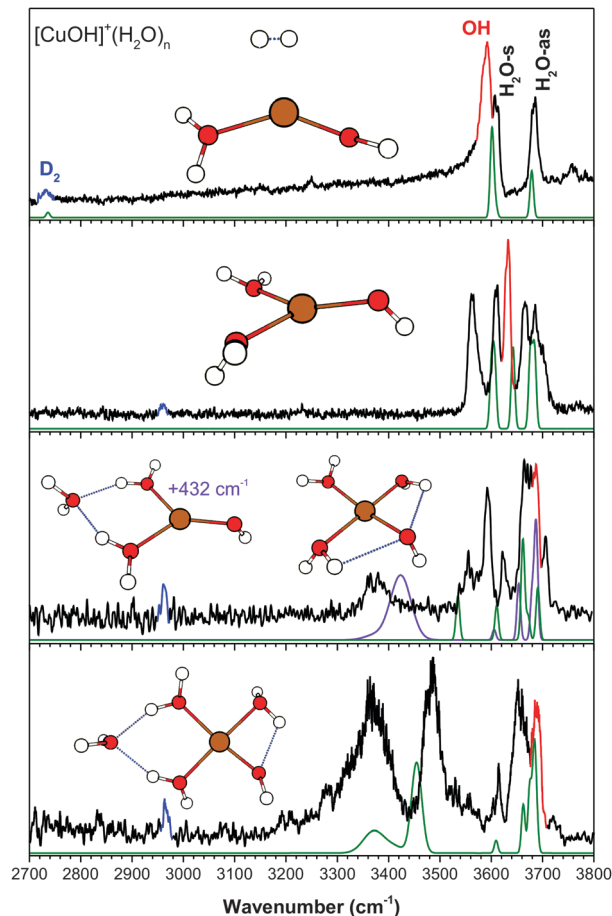 [CuOH]⁺(H₂O)ₙ
OH
H₂O-s
H₂O-as
D₂
+432 cm⁻¹
2700 2800 2900 3000 3100 3200 3300 3400 3500 3600 3700 3800
Wavenumber (cm⁻¹)